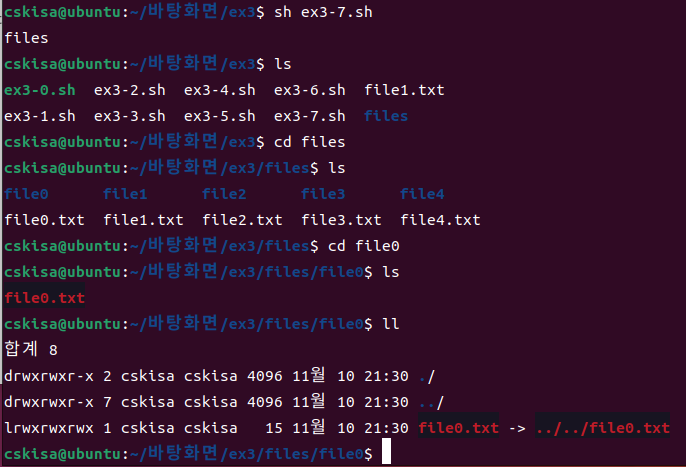 cskisa@ubuntu:~/바탕화면/ex3$ sh ex3-7.sh
files
cskisa@ubuntu:~/바탕화면/ex3$ ls
ex3-0.sh  ex3-2.sh  ex3-4.sh  ex3-6.sh  file1.txt
ex3-1.sh  ex3-3.sh  ex3-5.sh  ex3-7.sh  files
cskisa@ubuntu:~/바탕화면/ex3$ cd files
cskisa@ubuntu:~/바탕화면/ex3/files$ ls
file0      file1      file2      file3      file4
file0.txt  file1.txt  file2.txt  file3.txt  file4.txt
cskisa@ubuntu:~/바탕화면/ex3/files$ cd file0
cskisa@ubuntu:~/바탕화면/ex3/files/file0$ ls
file0.txt
cskisa@ubuntu:~/바탕화면/ex3/files/file0$ ll
합계 8
drwxrwxr-x 2 cskisa cskisa 4096 11월 10 21:30 ./
drwxrwxr-x 7 cskisa cskisa 4096 11월 10 21:30 ../
lrwxrwxrwx 1 cskisa cskisa   15 11월 10 21:30 file0.txt -> ../../file0.txt
cskisa@ubuntu:~/바탕화면/ex3/files/file0$